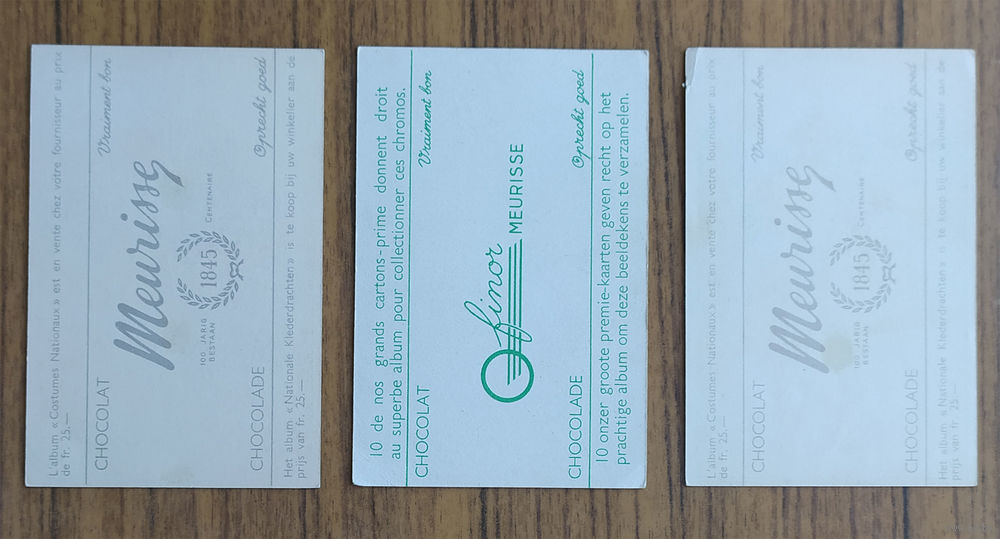 L'album «Costumes Nationaux» est en vente chez votre fournisseur au prix
de fr. 25.—
CHOCOLAT
Vraiment bon
Meurisse
100 JARIG
BESTAAN
1845
CENTENAIRE
CHOCOLADE
Oprecht goed
Het album «Nationale Klederdrachten» is te koop bij uw winkelier aan de
prijs van fr. 25.—
10 de nos grands cartons-prime donnent droit
au superbe album pour collectionner ces chromos.
CHOCOLAT
Vraiment bon
finor
MEURISSE
CHOCOLADE
Oprecht goed
10 onzer groote premie-kaarten geven recht op het
prachtige album om deze beeldekens te verzamelen.
L'album «Costumes Nationaux» est en vente chez votre fournisseur au prix
de fr. 25.—
CHOCOLAT
Vraiment bon
Meurisse
100 JARIG
BESTAAN
1845
CENTENAIRE
CHOCOLADE
Oprecht goed
Het album «Nationale Klederdrachten» is te koop bij uw winkelier aan de
prijs van fr. 25.—